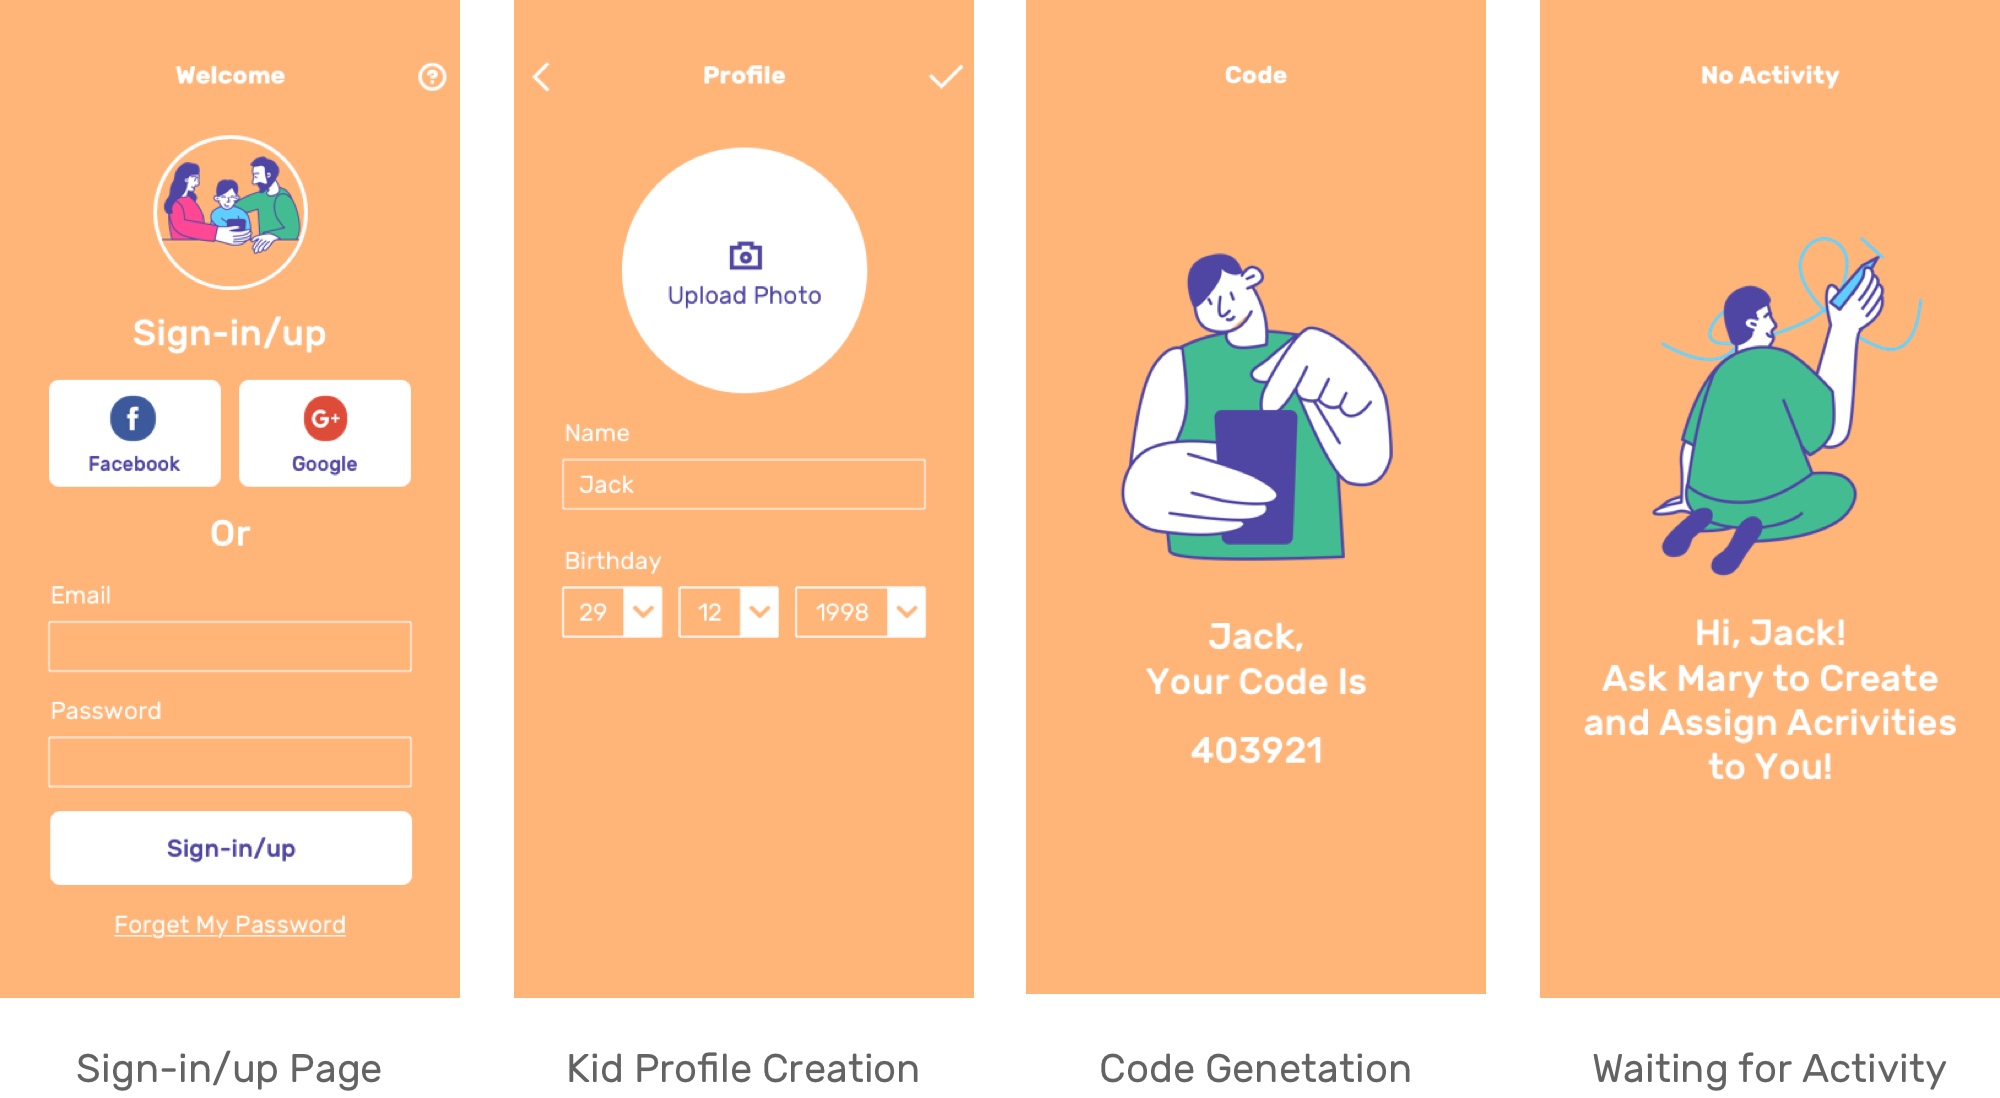 Welcome
Sign-in/up
f
Facebook
G+
Google
Or
Email
Password
Sign-in/up
Forget My Password
Sign-in/up Page
Profile
Upload Photo
Name
Jack
Birthday
29 12 1998
Kid Profile Creation
Code
Jack,
Your Code Is
403921
Code Genetation
No Activity
Hi, Jack!
Ask Mary to Create
and Assign Acrivities
to You!
Waiting for Activity